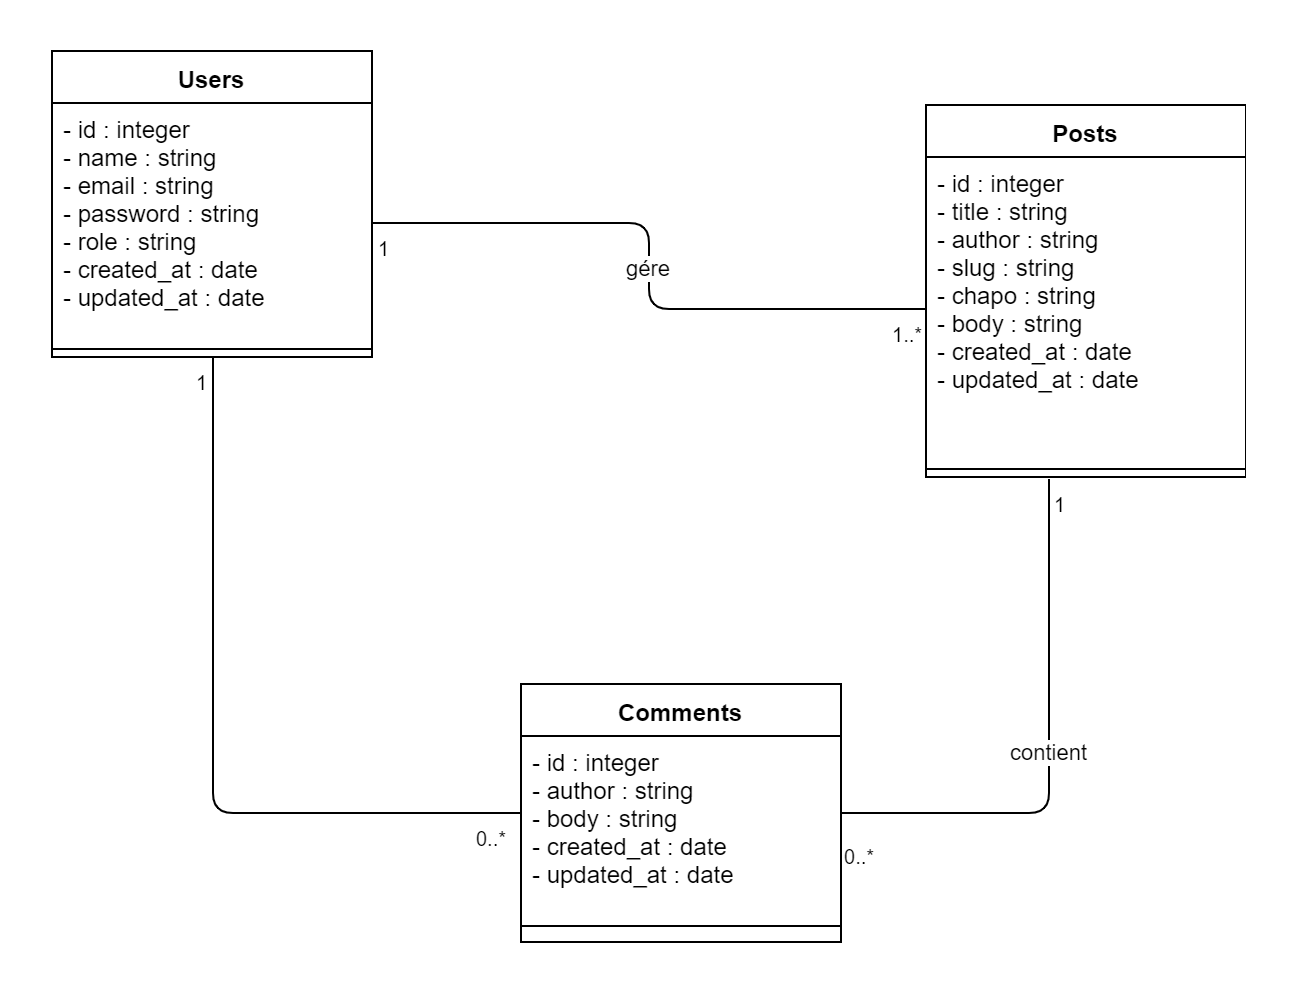 Users
- id : integer
- name : string
- email : string
- password : string
- role : string
- created_at : date
- updated_at : date
1
gére
1..*
1
Posts
- id : integer
- title : string
- author : string
- slug : string
- chapo : string
- body : string
- created_at : date
- updated_at : date
1
contient
0..*
0..*
Comments
- id : integer
- author : string
- body : string
- created_at : date
- updated_at : date